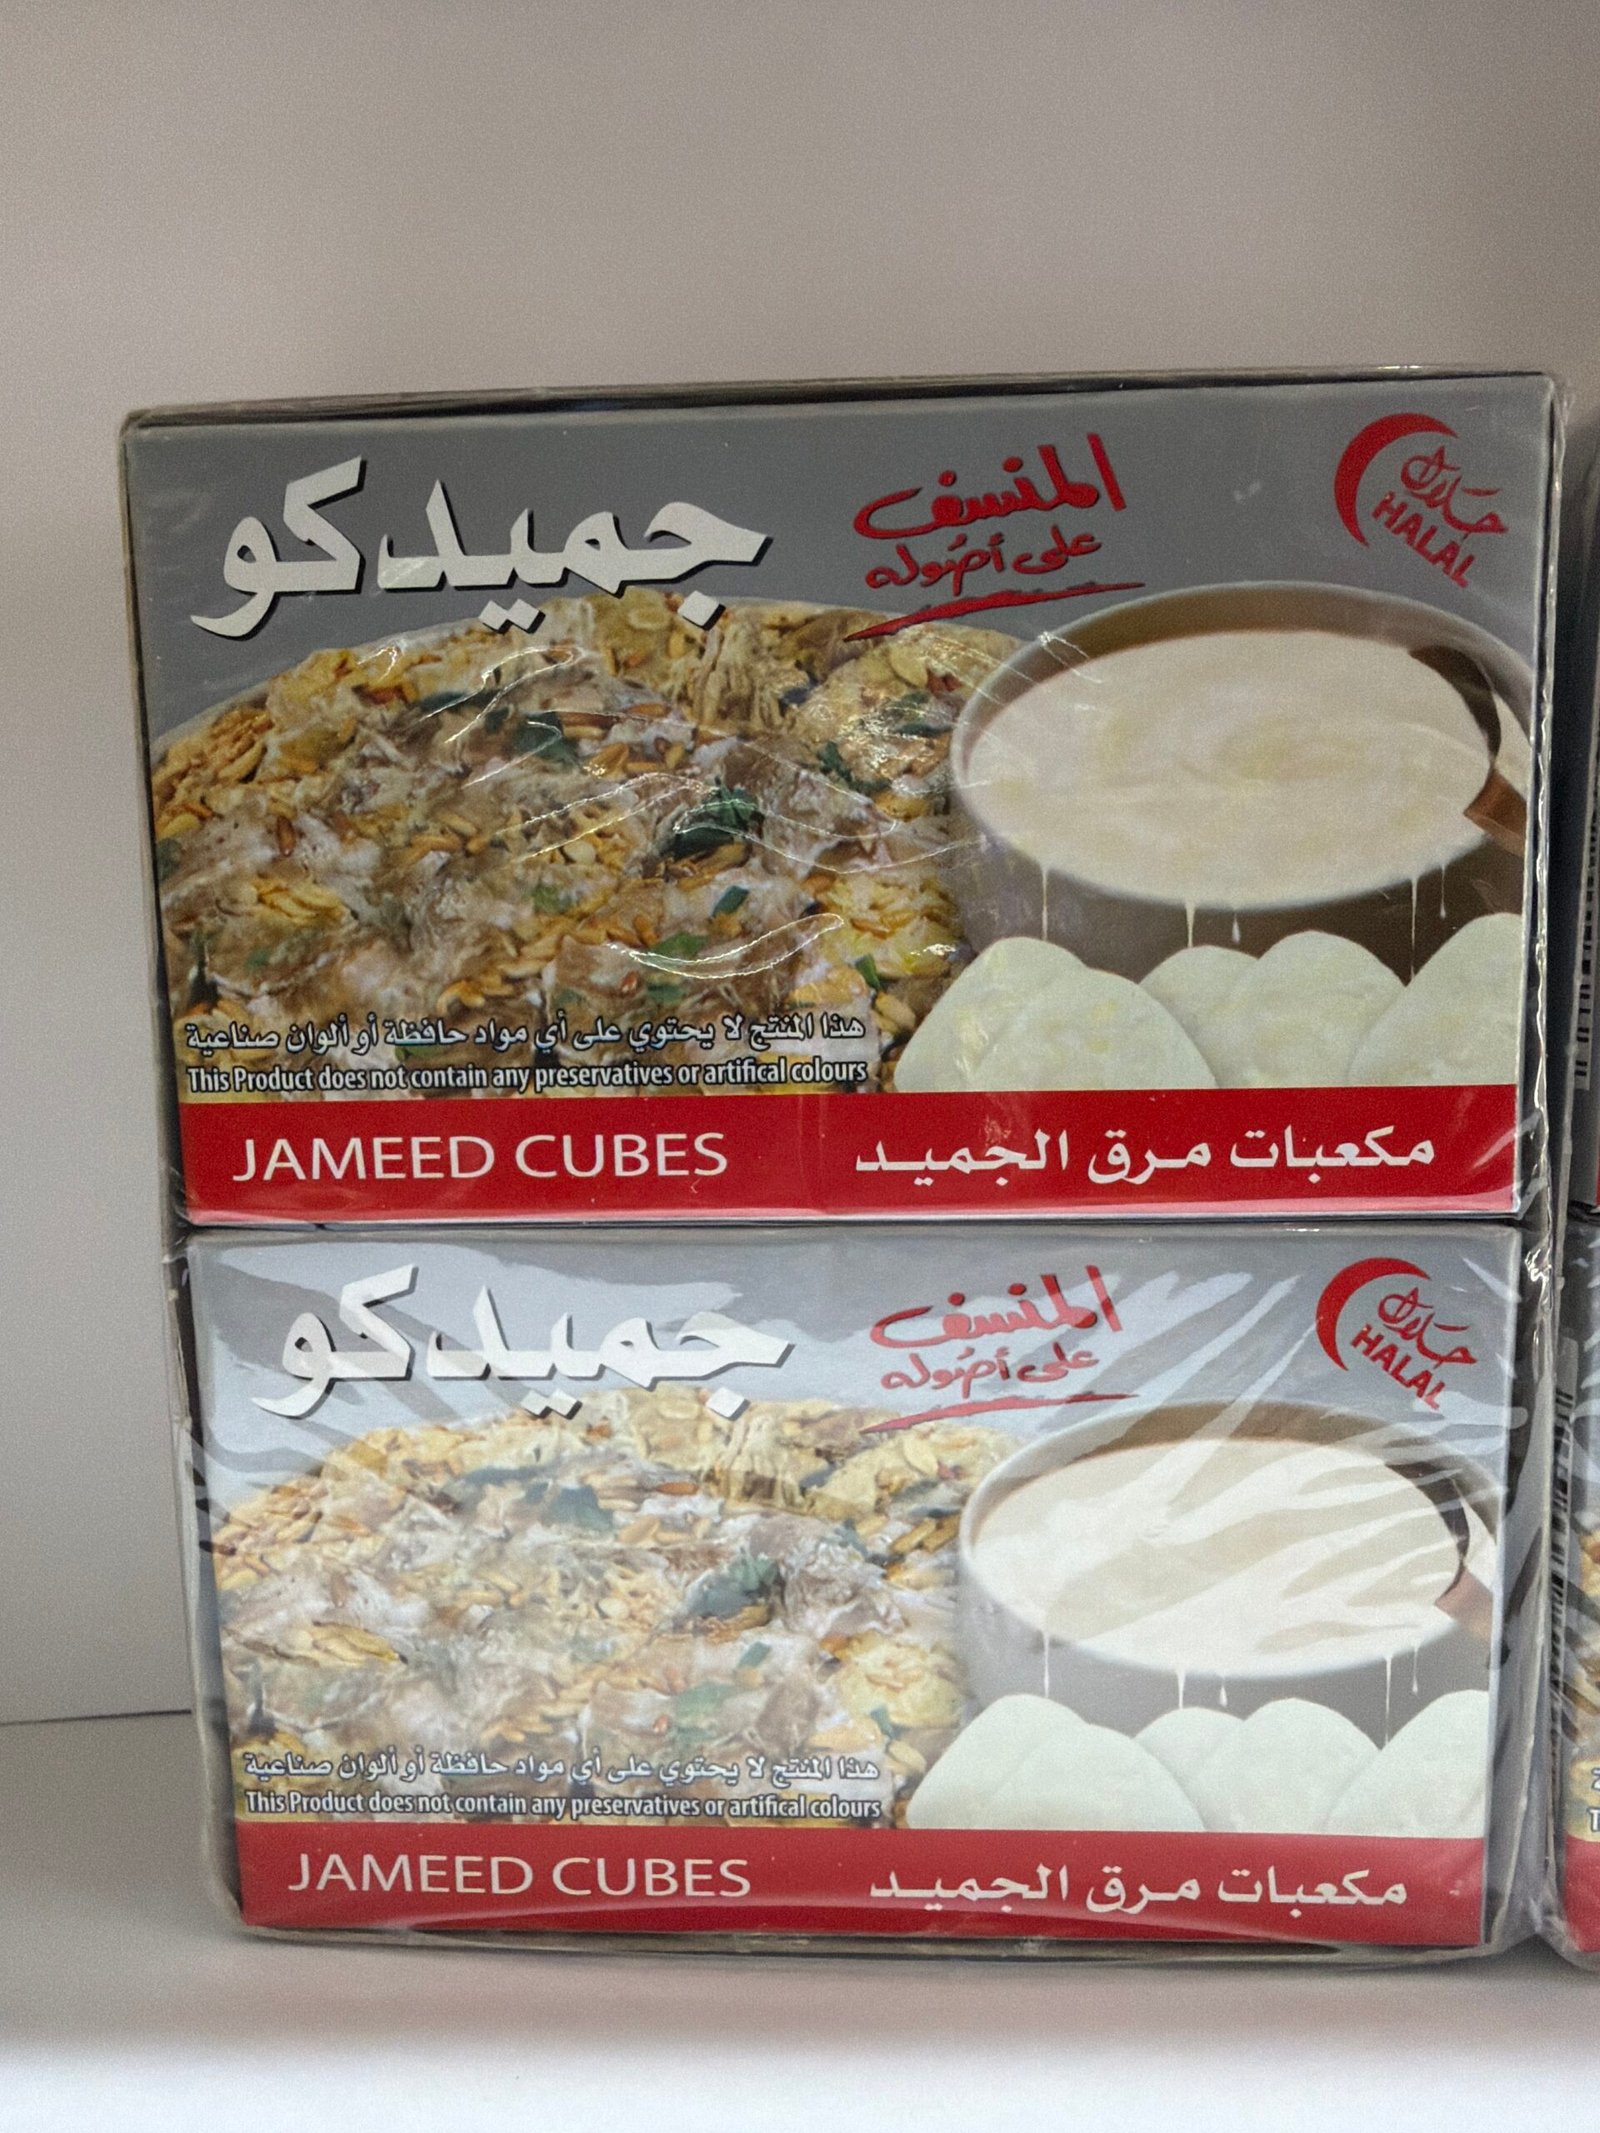 جميدكو
المنسف
على أصوله
حلال
HALAL
هذا المنتج لا يحتوي على أي مواد حافظة أو ألوان صناعية
This Product does not contain any preservatives or artifical colours
JAMEED CUBES
مكعبات مرق الجميد
جميدكو
المنسف
على أصوله
حلال
HALAL
هذا المنتج لا يحتوي على أي مواد حافظة أو ألوان صناعية
This Product does not contain any preservatives or artifical colours
JAMEED CUBES
مكعبات مرق الجميد